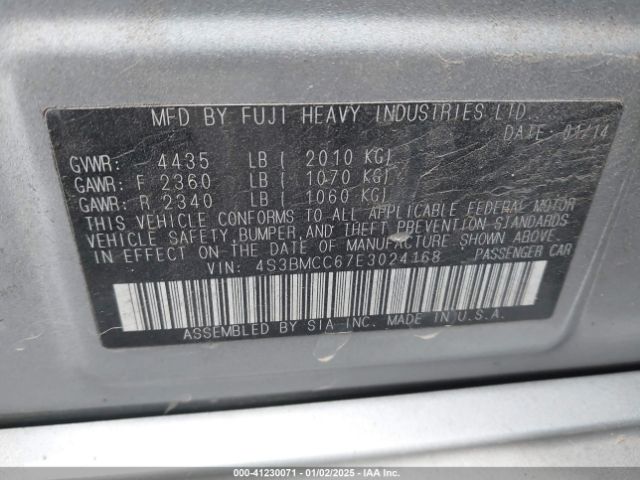 MFD BY FUJI HEAVY INDUSTRIES LTD.
DATE: 01/14
GVWR: 4435 LB( 2010 KG)
GAWR: F 2360 LB( 1070 KG)
GAWR: R 2340 LB( 1060 KG)
THIS VEHICLE CONFORMS TO ALL APPLICABLE FEDERAL MOTOR
VEHICLE SAFETY, BUMPER, AND THEFT PREVENTION STANDARDS
IN EFFECT ON THE DATE OF MANUFACTURE SHOWN ABOVE.
VIN: 4S3BMCC67E3024168 PASSENGER CAR
ASSEMBLED BY SIA INC. MADE IN U.S.A.
000-41230071 - 01/02/2025 - IAA Inc.